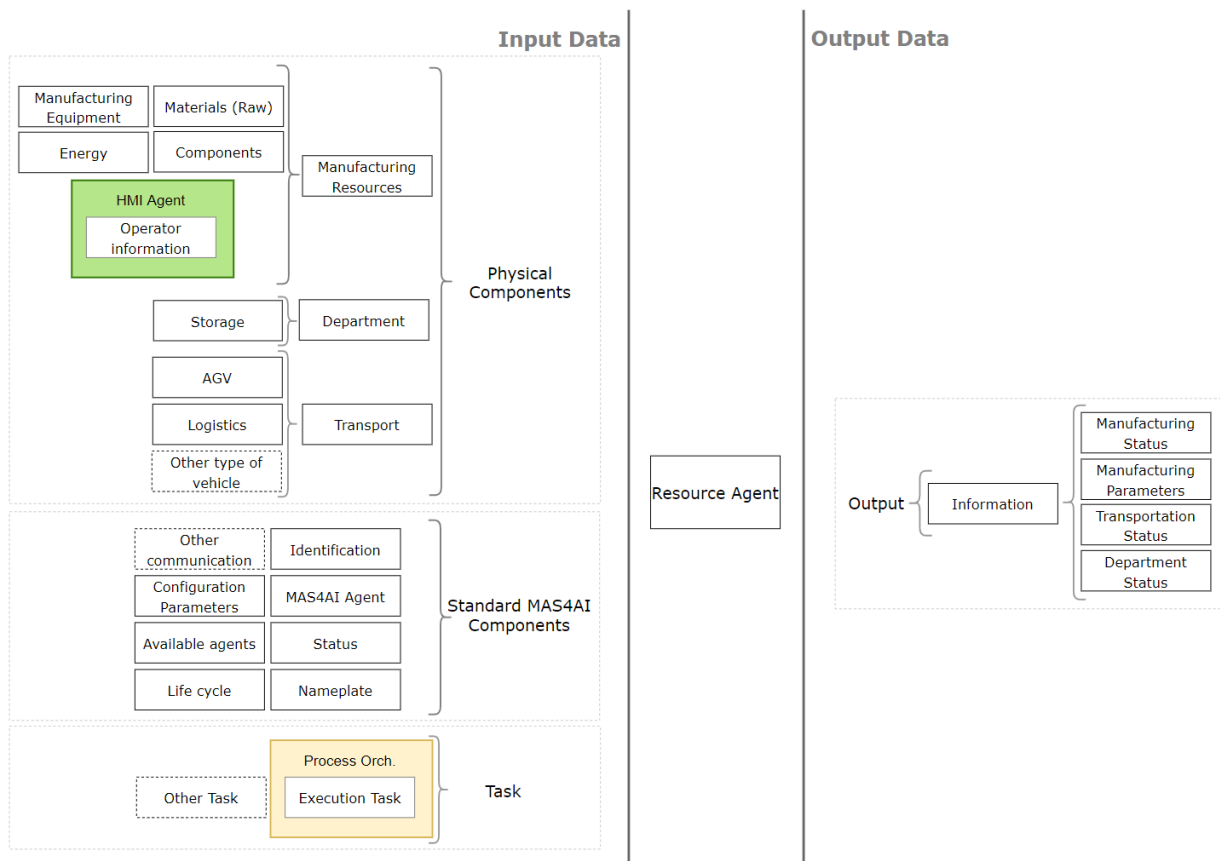 Input Data
Output Data
Manufacturing
Equipment
Materials (Raw)
Energy
Components
HMI Agent
Operator
information
Manufacturing
Resources
Physical
Components
Storage
Department
AGV
Logistics
Other type of
vehicle
Transport
Other
communication
Identification
Configuration
Parameters
MAS4AI Agent
Available agents
Status
Life cycle
Nameplate
Standard MAS4AI
Components
Process Orch.
Other Task
Execution Task
Task
Resource Agent
Output
Information
Manufacturing
Status
Manufacturing
Parameters
Transportation
Status
Department
Status